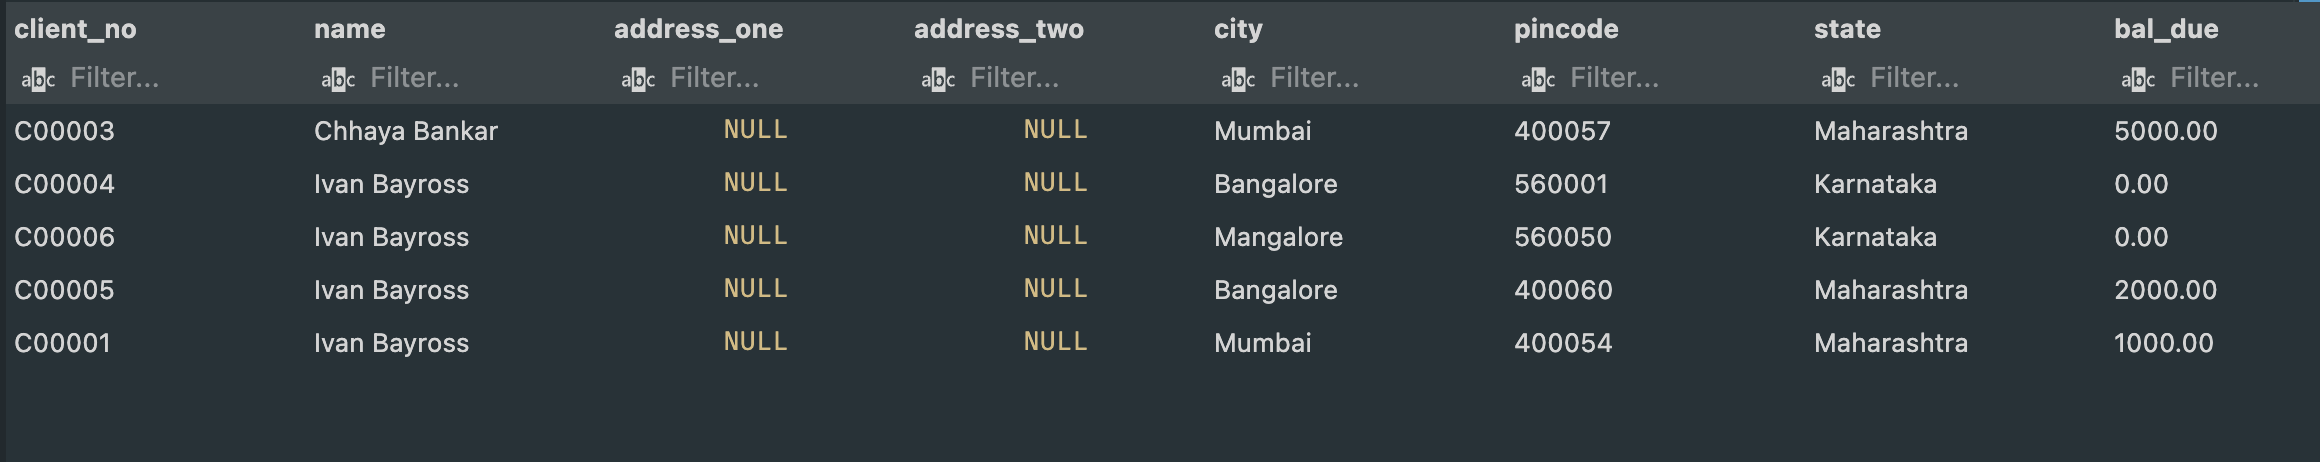 client_no name address_one address_two city pincode state bal_due
abc Filter... abc Filter... abc Filter... abc Filter... abc Filter... abc Filter... abc Filter... abc Filter...
C00003 Chhaya Bankar NULL NULL Mumbai 400057 Maharashtra 5000.00
C00004 Ivan Bayross NULL NULL Bangalore 560001 Karnataka 0.00
C00006 Ivan Bayross NULL NULL Mangalore 560050 Karnataka 0.00
C00005 Ivan Bayross NULL NULL Bangalore 400060 Maharashtra 2000.00
C00001 Ivan Bayross NULL NULL Mumbai 400054 Maharashtra 1000.00